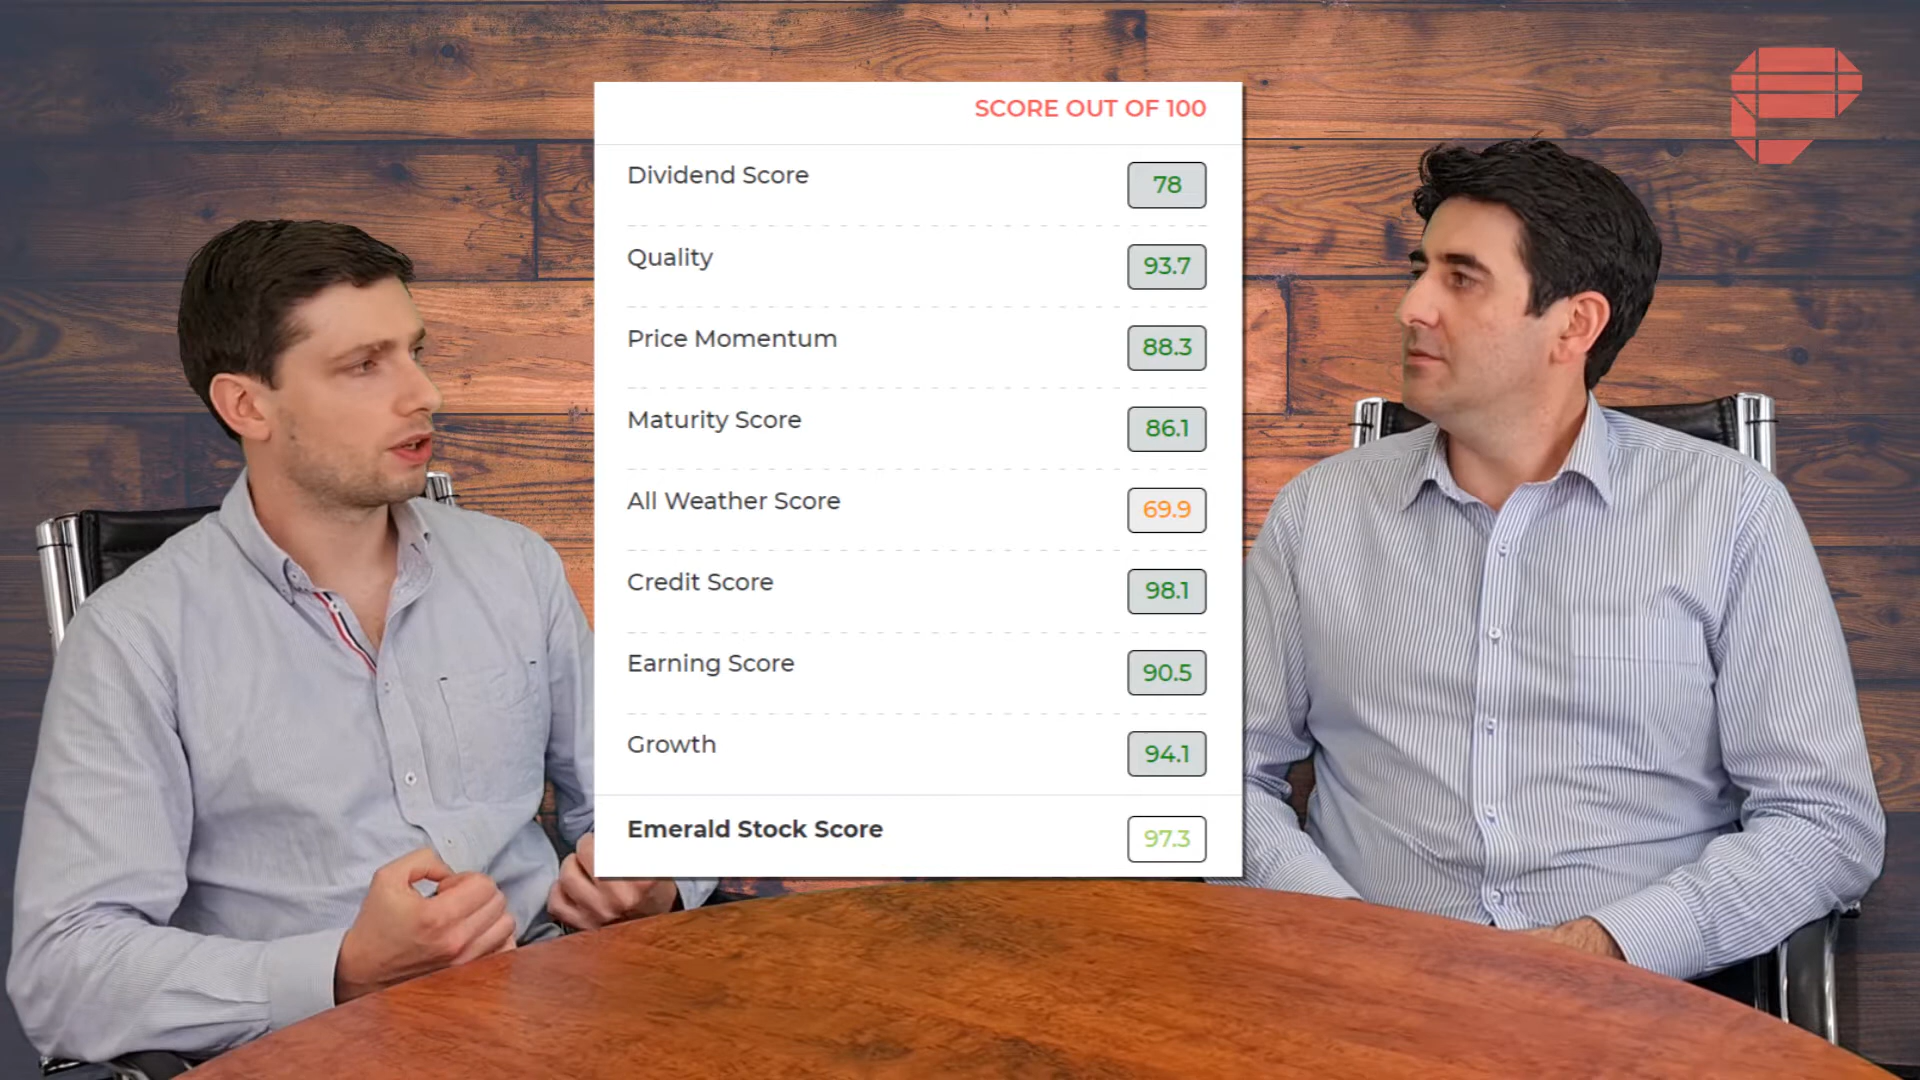 SCORE OUT OF 100
Dividend Score 78
Quality 93.7
Price Momentum 88.3
Maturity Score 86.1
All Weather Score 69.9
Credit Score 98.1
Earning Score 90.5
Growth 94.1
Emerald Stock Score 97.3